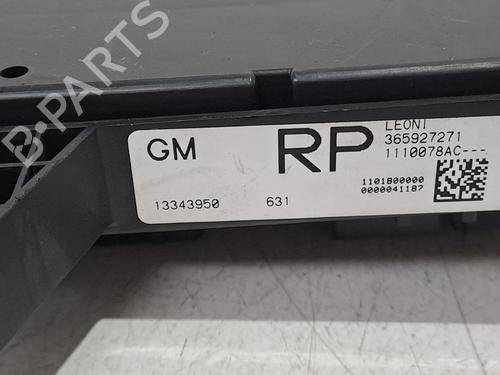 GM
RP
LEONI
365927271
1110078AC---
1101800000
0000041187
13343950 631
B-PARTS